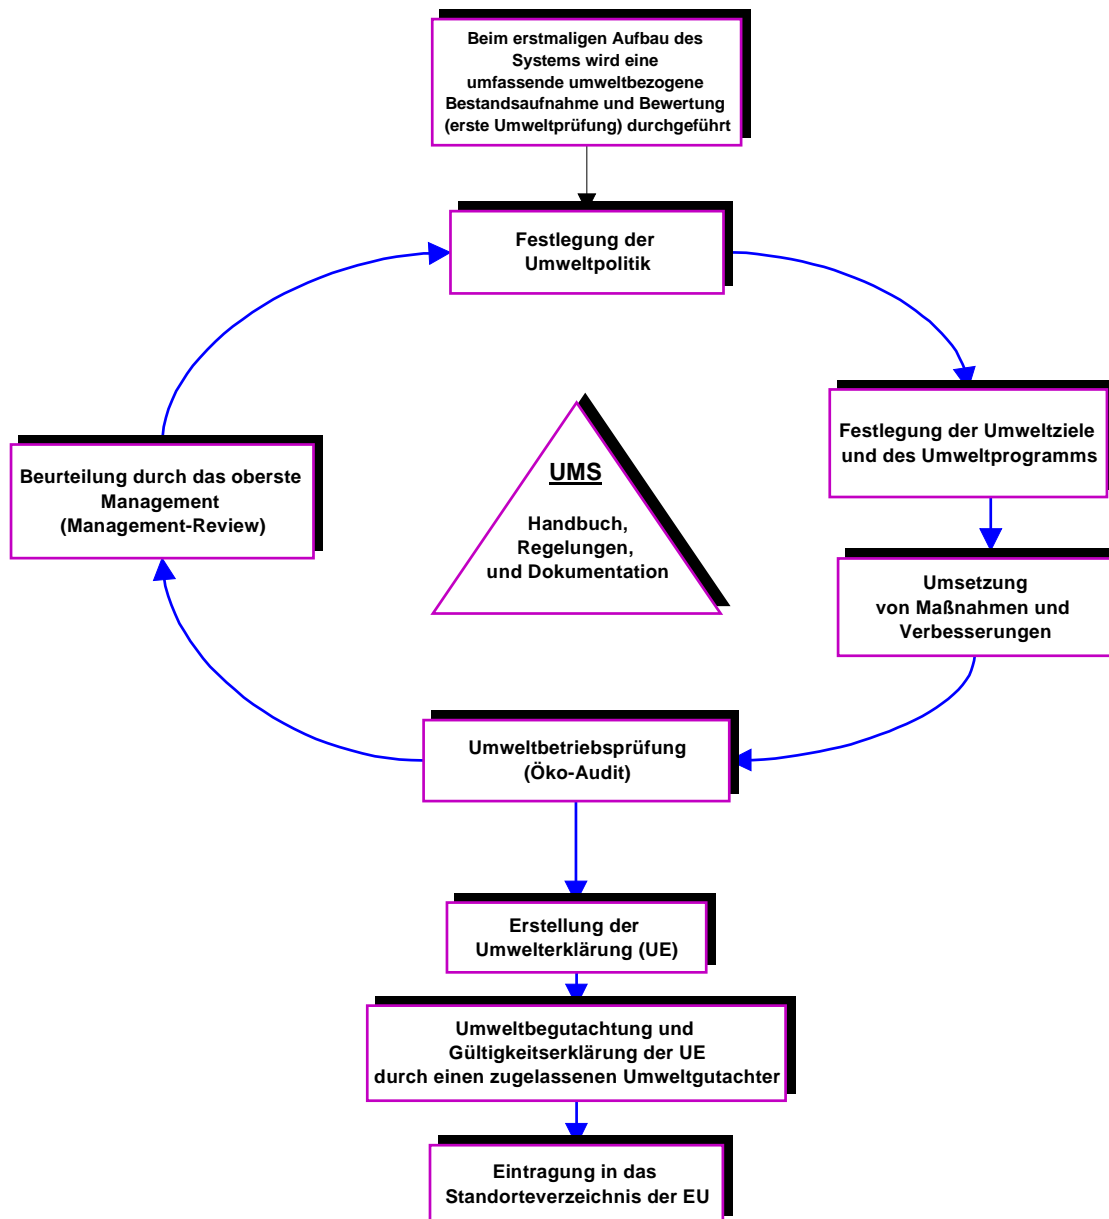 Beim erstmaligen Aufbau des
Systems wird eine
umfassende umweltbezogene
Bestandsaufnahme und Bewertung
(erste Umweltprüfung) durchgeführt
Festlegung der
Umweltpolitik
Festlegung der Umweltziele
und des Umweltprogramms
Beurteilung durch das oberste
Management
(Management-Review)
UMS
Handbuch,
Regelungen,
und Dokumentation
Umsetzung
von Maßnahmen und
Verbesserungen
Umweltbetriebsprüfung
(Öko-Audit)
Erstellung der
Umwelterklärung (UE)
Umweltbegutachtung und
Gültigkeitserklärung der UE
durch einen zugelassenen Umweltgutachter
Eintragung in das
Standorteverzeichnis der EU